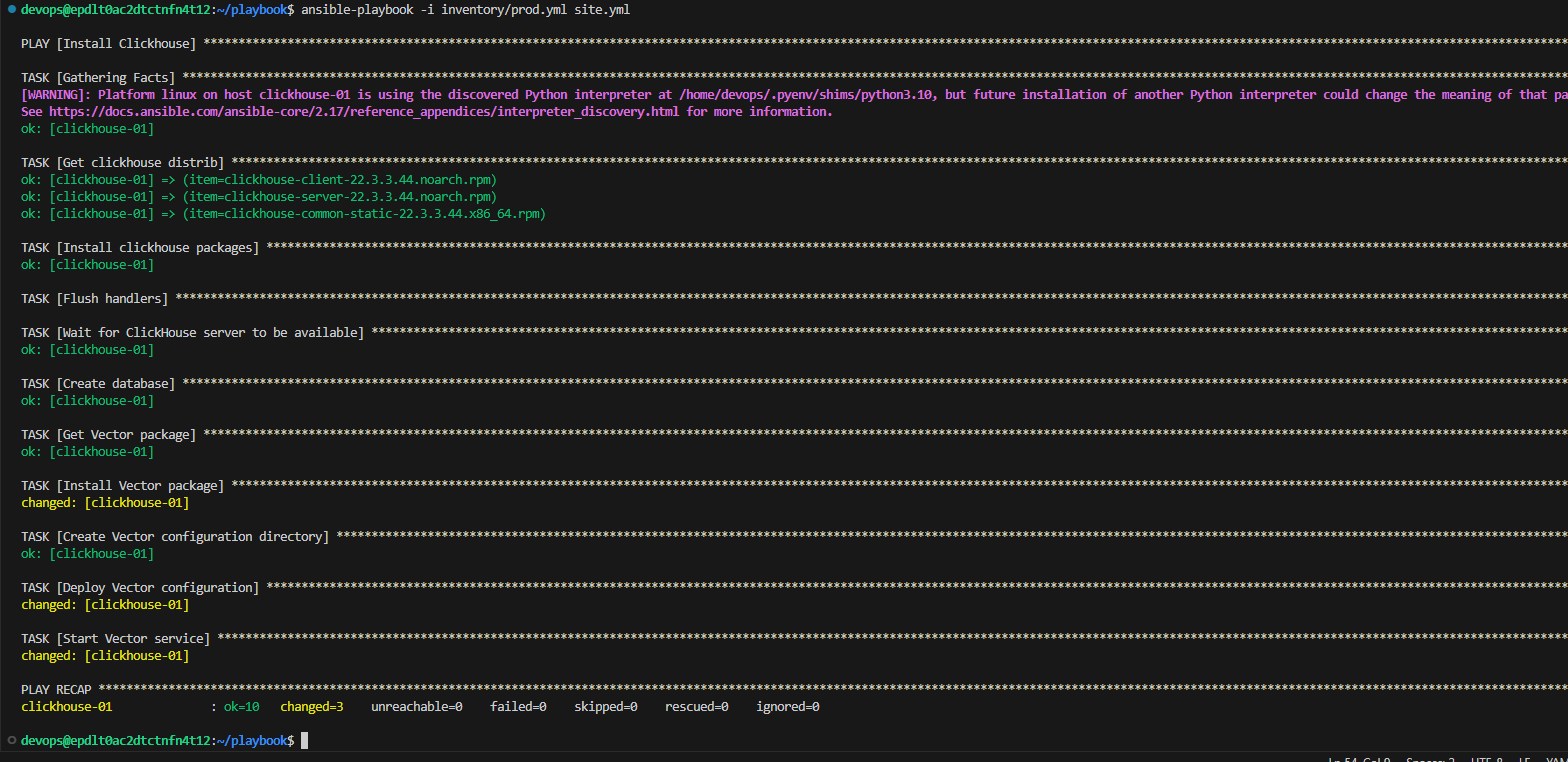 devops@epdlt0ac2dtctnfn4t12:~/playbook$ ansible-playbook -i inventory/prod.yml site.yml
PLAY [Install Clickhouse] ****************************************************************
TASK [Gathering Facts] ****************************************************************
[WARNING]: Platform linux on host clickhouse-01 is using the discovered Python interpreter at /home/devops/.pyenv/shims/python3.10, but future installation of another Python interpreter could change the meaning of that pa
See https://docs.ansible.com/ansible-core/2.17/reference_appendices/interpreter_discovery.html for more information.
ok: [clickhouse-01]
TASK [Get clickhouse distrib] ****************************************************************
ok: [clickhouse-01] => (item=clickhouse-client-22.3.3.44.noarch.rpm)
ok: [clickhouse-01] => (item=clickhouse-server-22.3.3.44.noarch.rpm)
ok: [clickhouse-01] => (item=clickhouse-common-static-22.3.3.44.x86_64.rpm)
TASK [Install clickhouse packages] ****************************************************************
ok: [clickhouse-01]
TASK [Flush handlers] ****************************************************************
TASK [Wait for ClickHouse server to be available] ****************************************************************
ok: [clickhouse-01]
TASK [Create database] ****************************************************************
ok: [clickhouse-01]
TASK [Get Vector package] ****************************************************************
ok: [clickhouse-01]
TASK [Install Vector package] ****************************************************************
changed: [clickhouse-01]
TASK [Create Vector configuration directory] ****************************************************************
ok: [clickhouse-01]
TASK [Deploy Vector configuration] ****************************************************************
changed: [clickhouse-01]
TASK [Start Vector service] ****************************************************************
changed: [clickhouse-01]
PLAY RECAP ****************************************************************
clickhouse-01 : ok=10 changed=3 unreachable=0 failed=0 skipped=0 rescued=0 ignored=0
devops@epdlt0ac2dtctnfn4t12:~/playbook$